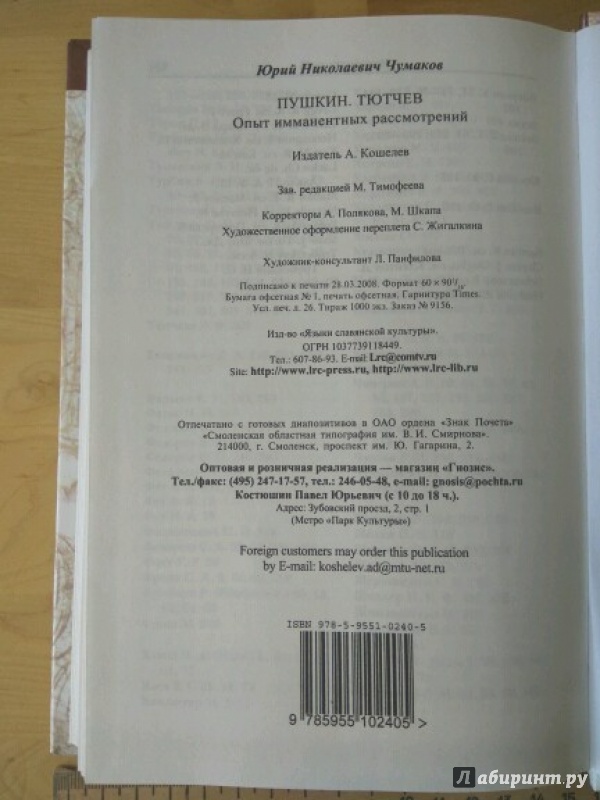 Юрий Николаевич Чумаков
ПУШКИН. ТЮТЧЕВ
Опыт имманентных рассмотрений
Издатель А. Кошелев
Зав. редакцией М. Тимофеева
Корректоры А. Полякова, М. Шкапа
Художественное оформление переплета С. Жигалкина
Художник-консультант Л. Панфилова
Подписано к печати 28.03.2008. Формат 60 × 90 1/16.
Бумага офсетная № 1, печать офсетная. Гарнитура Times.
Усл. печ. л. 26. Тираж 1000 экз. Заказ № 9156.
Изд-во «Языки славянской культуры».
ОГРН 1037739118449.
Тел.: 607-86-93. E-mail: Lrc@comtv.ru
Site: http://www.lrc-press.ru, http://www.lrc-lib.ru
Отпечатано с готовых диапозитивов в ОАО ордена «Знак Почета»
«Смоленская областная типография им. В. И. Смирнова».
214000, г. Смоленск, проспект им. Ю. Гагарина, 2.
Оптовая и розничная реализация — магазин «Гнозис».
Тел./факс: (495) 247-17-57, тел.: 246-05-48, e-mail: gnosis@pochta.ru
Костюшин Павел Юрьевич (с 10 до 18 ч.).
Адрес: Зубовский проезд, 2, стр. 1
(Метро «Парк Культуры»)
Foreign customers may order this publication
by E-mail: koshelev.ad@mtu-net.ru
ISBN 978-5-9551-0240-5
9 785955 102405 >
Лабиринт.ру